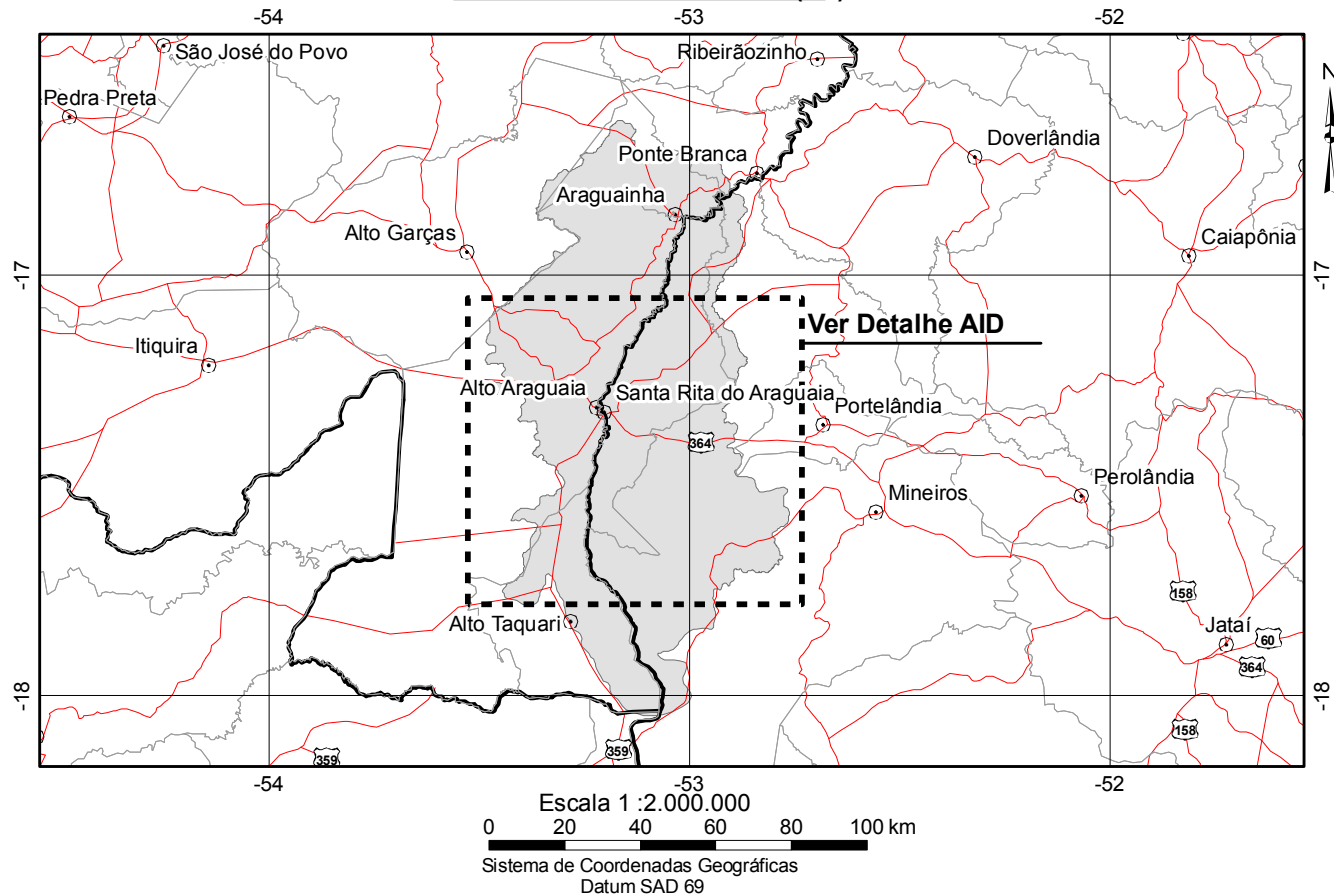 -54
-53
-52
São José do Povo
Ribeirãozinho
N
Pedra Preta
Doverlândia
Ponte Branca
Araguainha
Alto Garças
Caiapônia
-17
-17
Ver Detalhe AID
Itiquira
Alto Araguaia
Santa Rita do Araguaia
Portelândia
364
Perolândia
Mineiros
158
Alto Taquari
Jataí
60
364
-18
-18
158
359
359
-54
-53
-52
Escala 1 :2.000.000
0 20 40 60 80 100 km
Sistema de Coordenadas Geográficas
Datum SAD 69